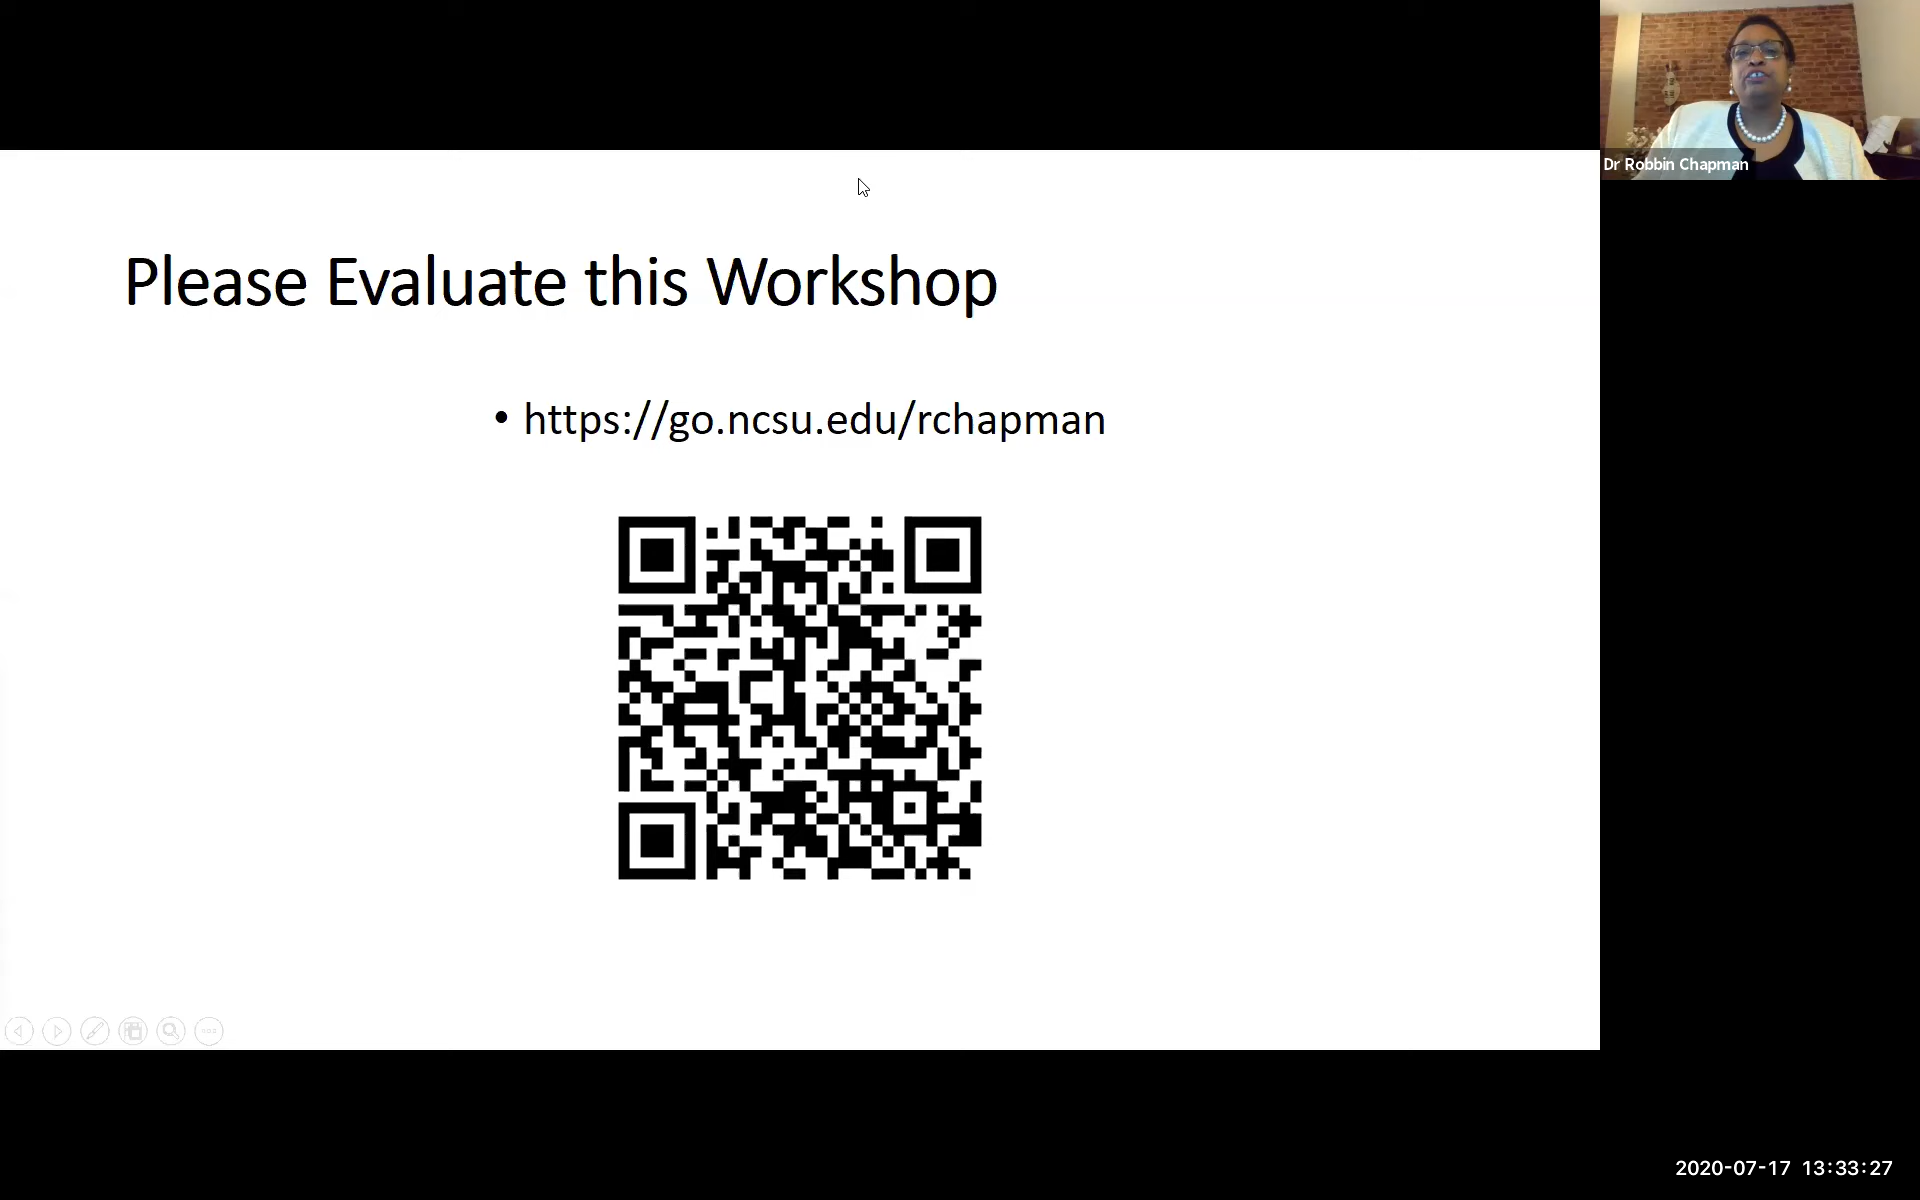 Dr Robbin Chapman
Please Evaluate this Workshop
• https://go.ncsu.edu/rchapman
2020-07-17 13:33:27